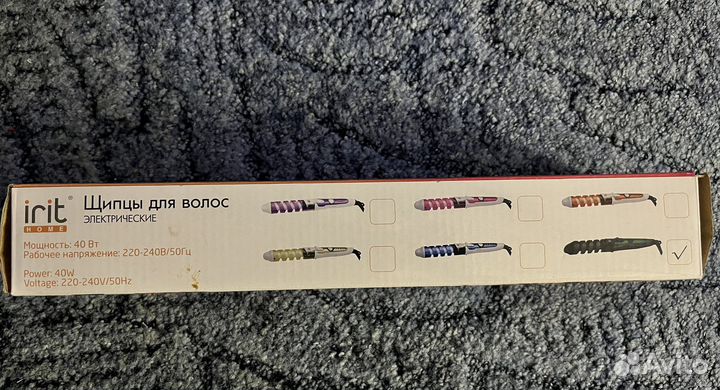 irit®
HOME
Щипцы для волос
ЭЛЕКТРИЧЕСКИЕ
Мощность: 40 Вт
Рабочее напряжение: 220-240В/50Гц
Power: 40W
Voltage: 220-240V/50Hz
Avito